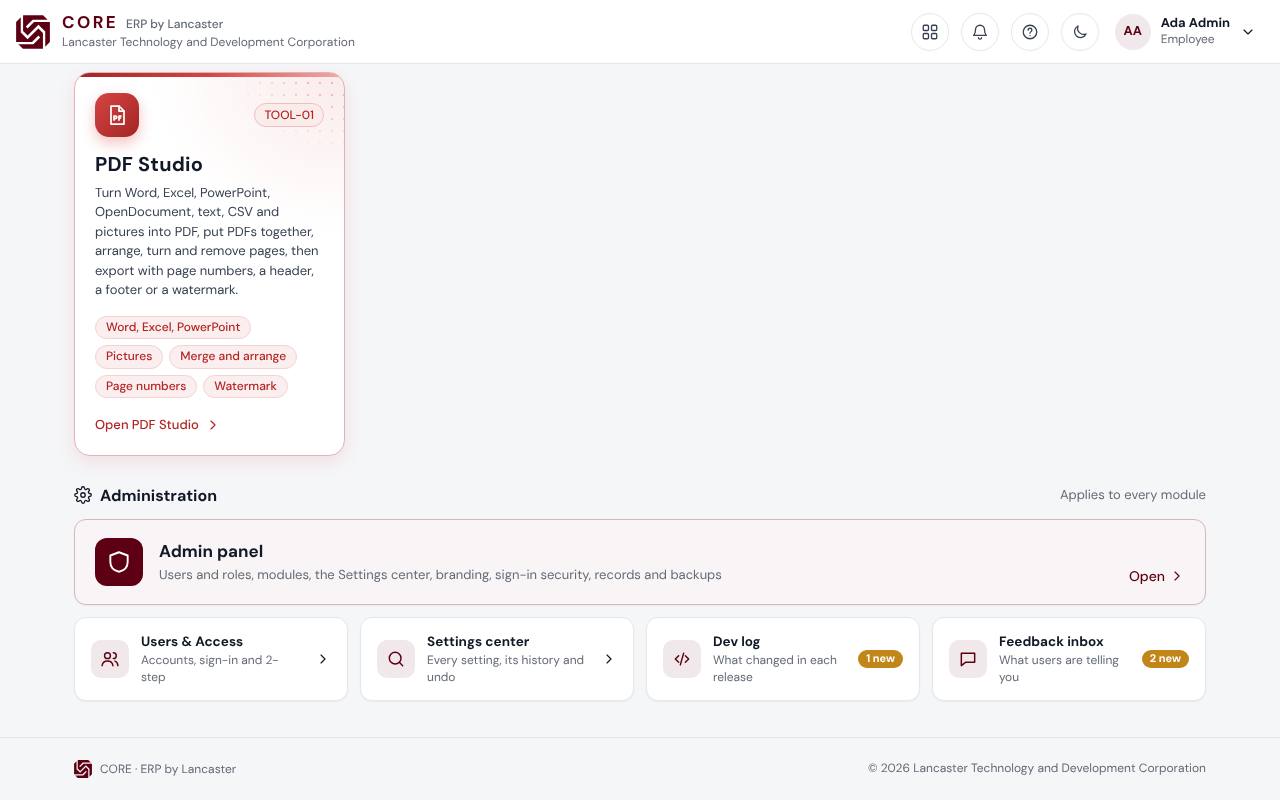 CORE ERP by Lancaster
Lancaster Technology and Development Corporation
AA
Ada Admin
Employee
TOOL-01
PDF Studio
Turn Word, Excel, PowerPoint,
OpenDocument, text, CSV and
pictures into PDF, put PDFs together,
arrange, turn and remove pages, then
export with page numbers, a header,
a footer or a watermark.
Word, Excel, PowerPoint
Pictures
Merge and arrange
Page numbers
Watermark
Open PDF Studio
Administration
Applies to every module
Admin panel
Users and roles, modules, the Settings center, branding, sign-in security, records and backups
Open
Users & Access
Accounts, sign-in and 2-
step
Settings center
Every setting, its history and
undo
Dev log
What changed in each
release
1 new
Feedback inbox
What users are telling
you
2 new
CORE · ERP by Lancaster
© 2026 Lancaster Technology and Development Corporation